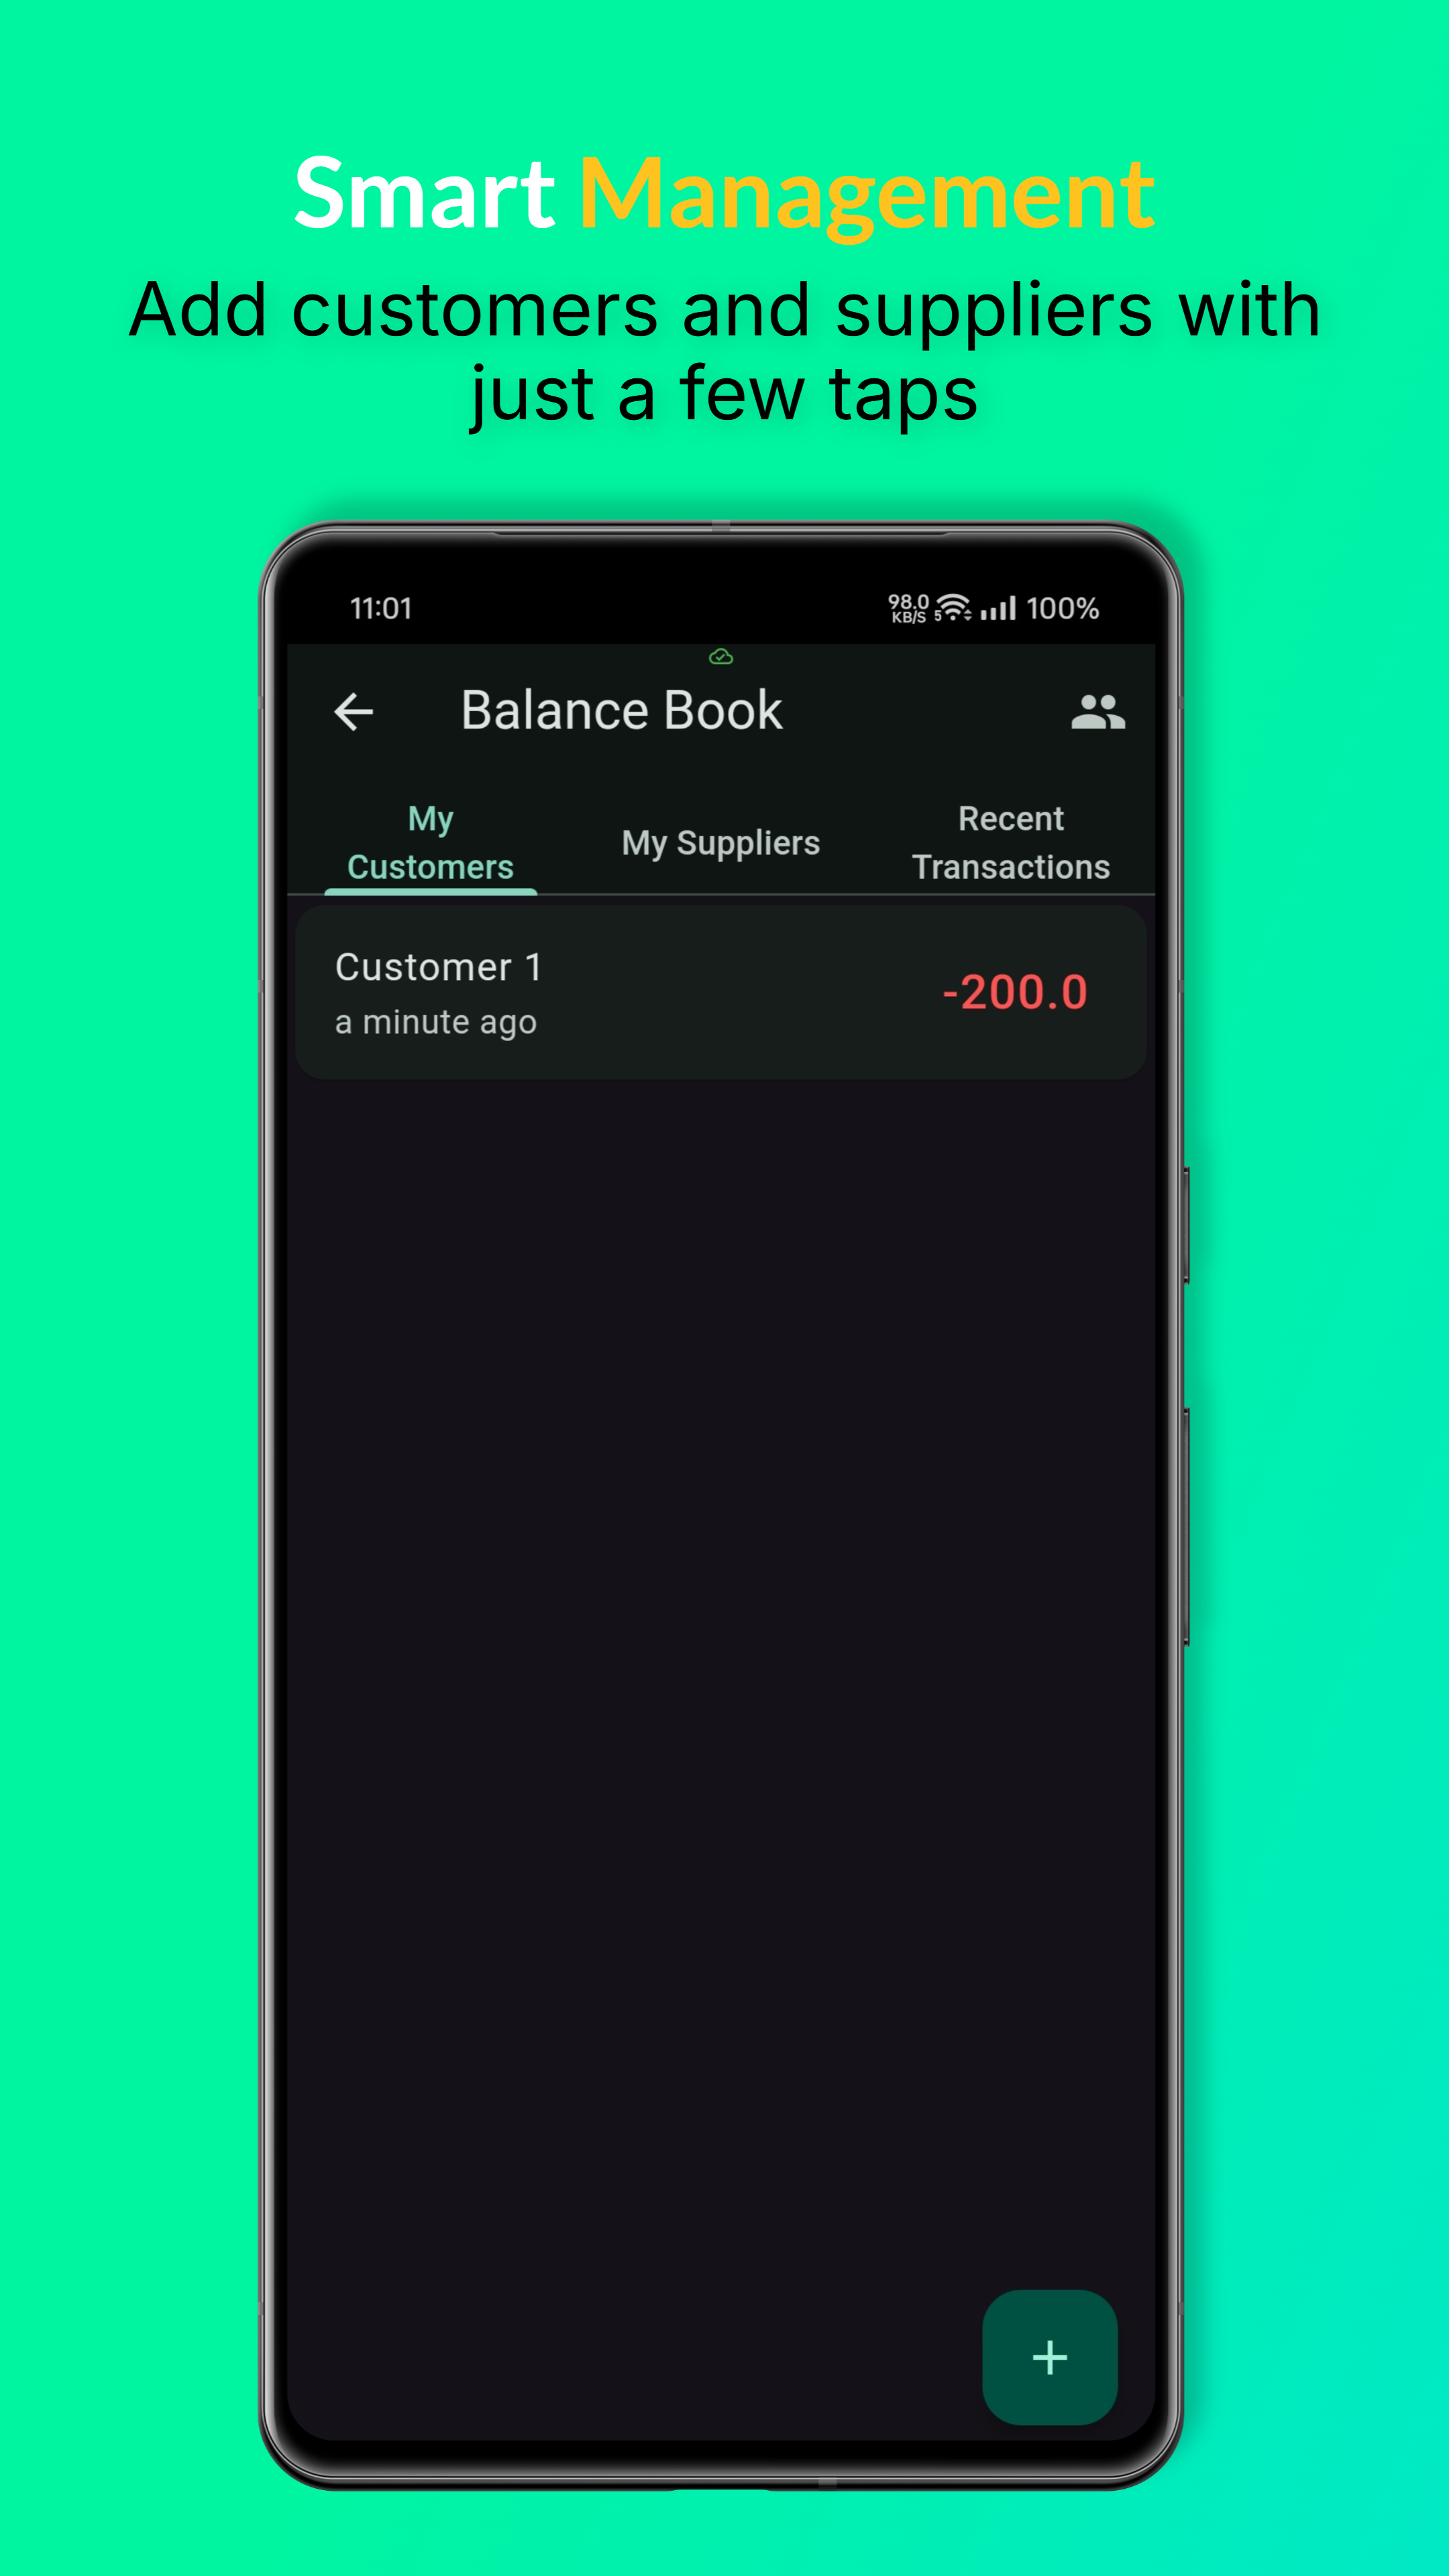 Smart Management
Add customers and suppliers with
just a few taps
11:01
98.0
KB/S
5
100%
Balance Book
My
Customers
My Suppliers
Recent
Transactions
Customer 1
a minute ago
-200.0